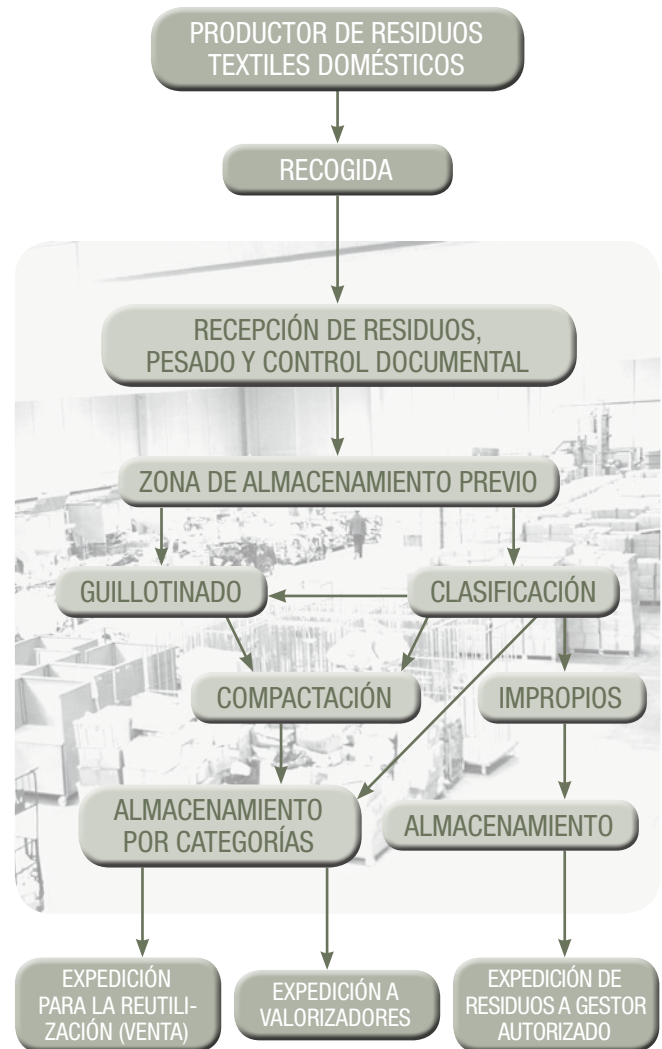 PRODUCTOR DE RESIDUOS
TEXTILES DOMÉSTICOS
RECOGIDA
RECEPCIÓN DE RESIDUOS,
PESADO Y CONTROL DOCUMENTAL
ZONA DE ALMACENAMIENTO PREVIO
GUILLOTINADO
CLASIFICACIÓN
COMPACTACIÓN
IMPROPIOS
ALMACENAMIENTO
POR CATEGORÍAS
ALMACENAMIENTO
EXPEDICIÓN
PARA LA REUTILI-
ZACIÓN (VENTA)
EXPEDICIÓN A
VALORIZADORES
EXPEDICIÓN DE
RESIDUOS A GESTOR
AUTORIZADO